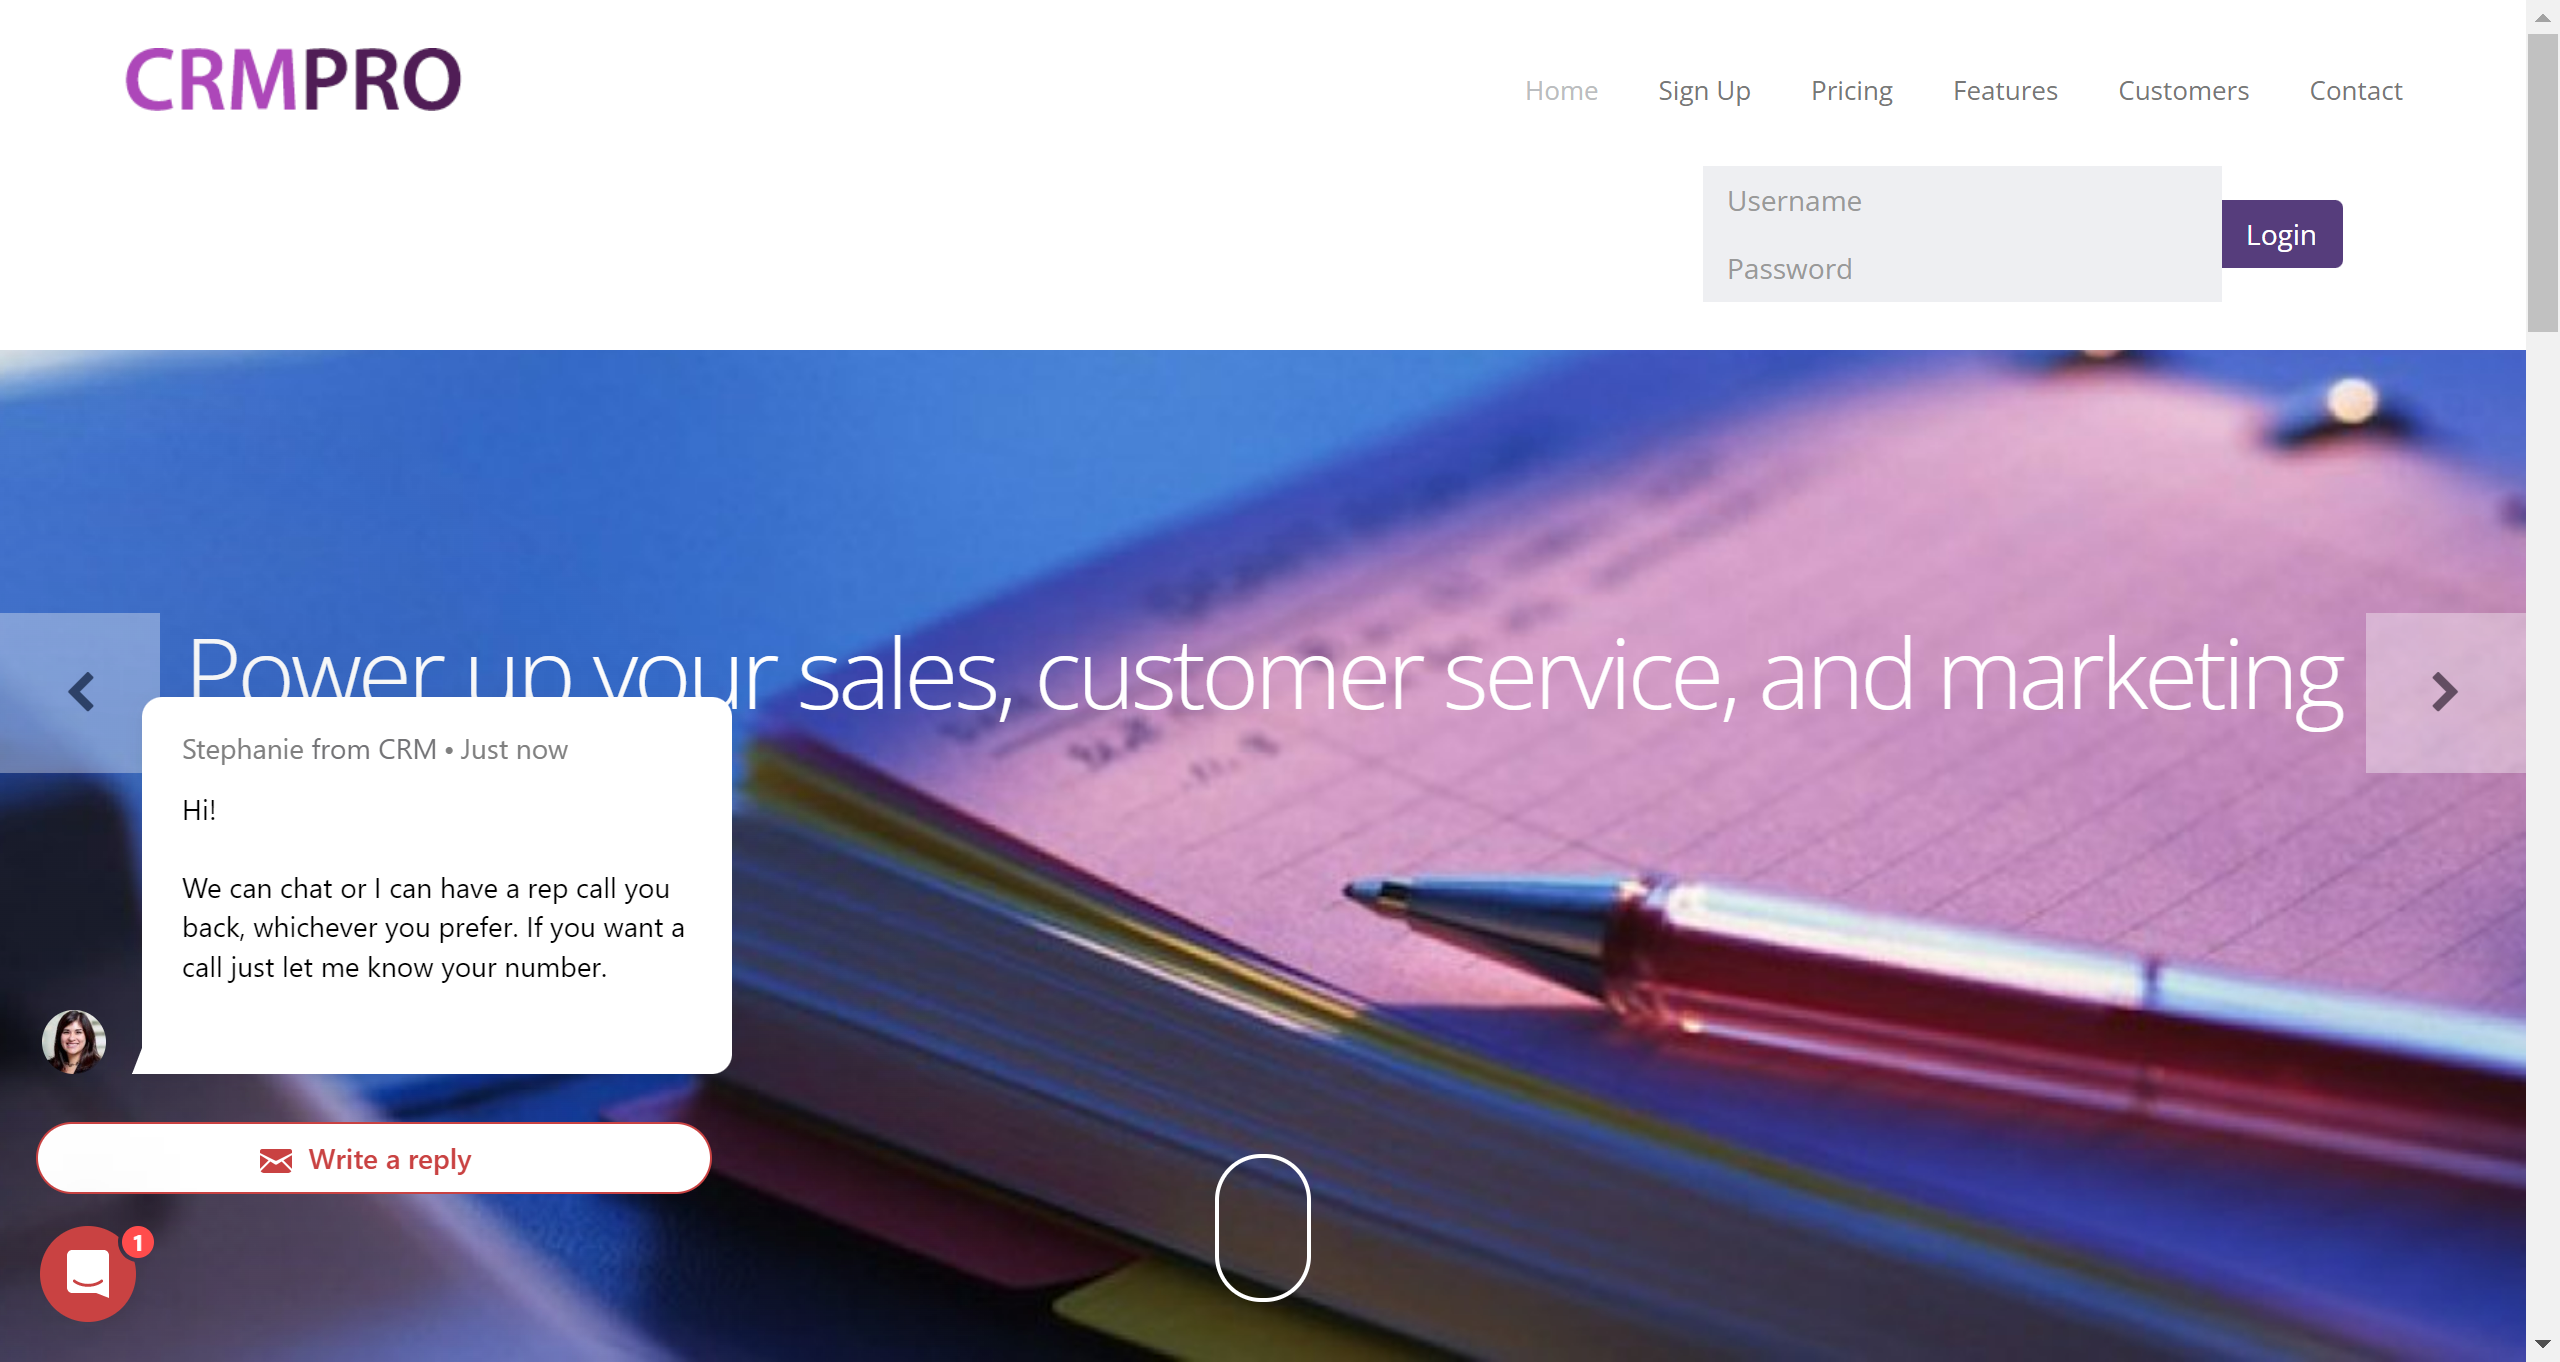 CRMPRO
Home Sign Up Pricing Features Customers Contact
Username
Login
Password
Power up your sales, customer service, and marketing
Stephanie from CRM • Just now
Hi!
We can chat or I can have a rep call you
back, whichever you prefer. If you want a
call just let me know your number.
Write a reply
1